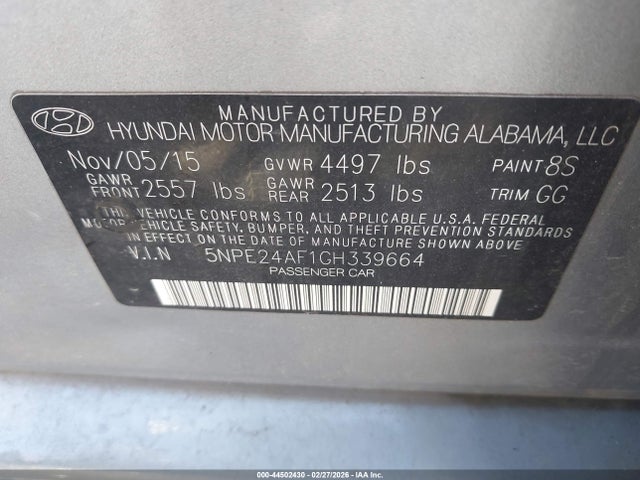 MANUFACTURED BY
HYUNDAI MOTOR MANUFACTURING ALABAMA, LLC
Nov/05/15 GVWR 4497 lbs PAINT 8S
GAWR FRONT 2557 lbs GAWR REAR 2513 lbs TRIM GG
THIS VEHICLE CONFORMS TO ALL APPLICABLE U.S.A. FEDERAL
MOTOR VEHICLE SAFETY, BUMPER, AND THEFT PREVENTION STANDARDS
IN EFFECT ON THE DATE OF MANUFACTURE SHOWN ABOVE.
V.I.N 5NPE24AF1GH339664
PASSENGER CAR
000-44502430 - 02/27/2026 - IAA Inc.